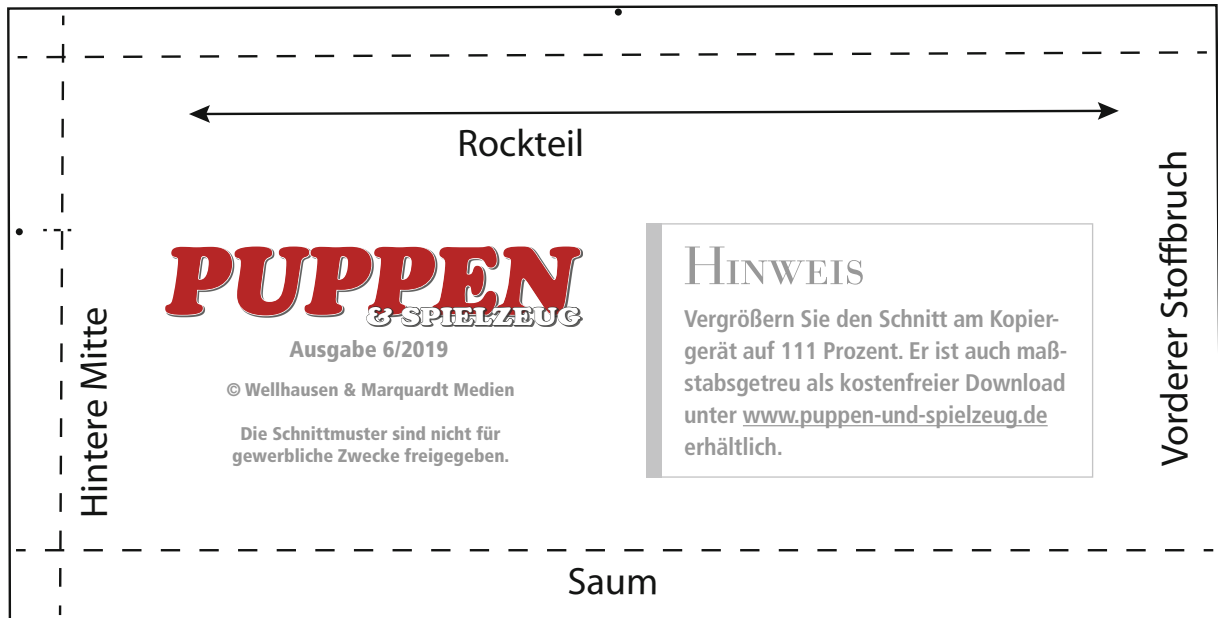 Rockteil
Hintere Mitte
PUPPEN
& SPIELZEUG
Ausgabe 6/2019
© Wellhausen & Marquardt Medien
Die Schnittmuster sind nicht für
gewerbliche Zwecke freigegeben.
HINWEIS
Vergrößern Sie den Schnitt am Kopier-
gerät auf 111 Prozent. Er ist auch maß-
stabsgetreu als kostenfreier Download
unter www.puppen-und-spielzeug.de
erhältlich.
Vorderer Stoffbruch
Saum